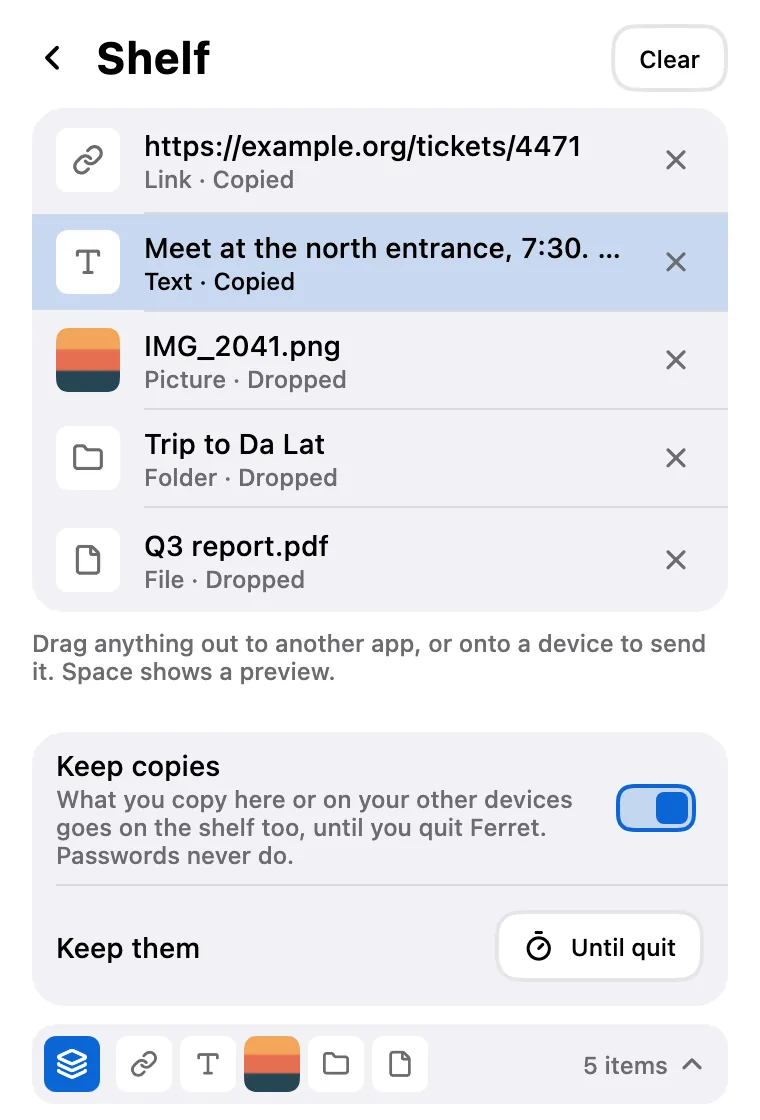 Shelf
Clear
https://example.org/tickets/4471
Link · Copied
Meet at the north entrance, 7:30. ...
Text · Copied
IMG_2041.png
Picture · Dropped
Trip to Da Lat
Folder · Dropped
Q3 report.pdf
File · Dropped
Drag anything out to another app, or onto a device to send
it. Space shows a preview.
Keep copies
What you copy here or on your other devices
goes on the shelf too, until you quit Ferret.
Passwords never do.
Keep them
Until quit
5 items